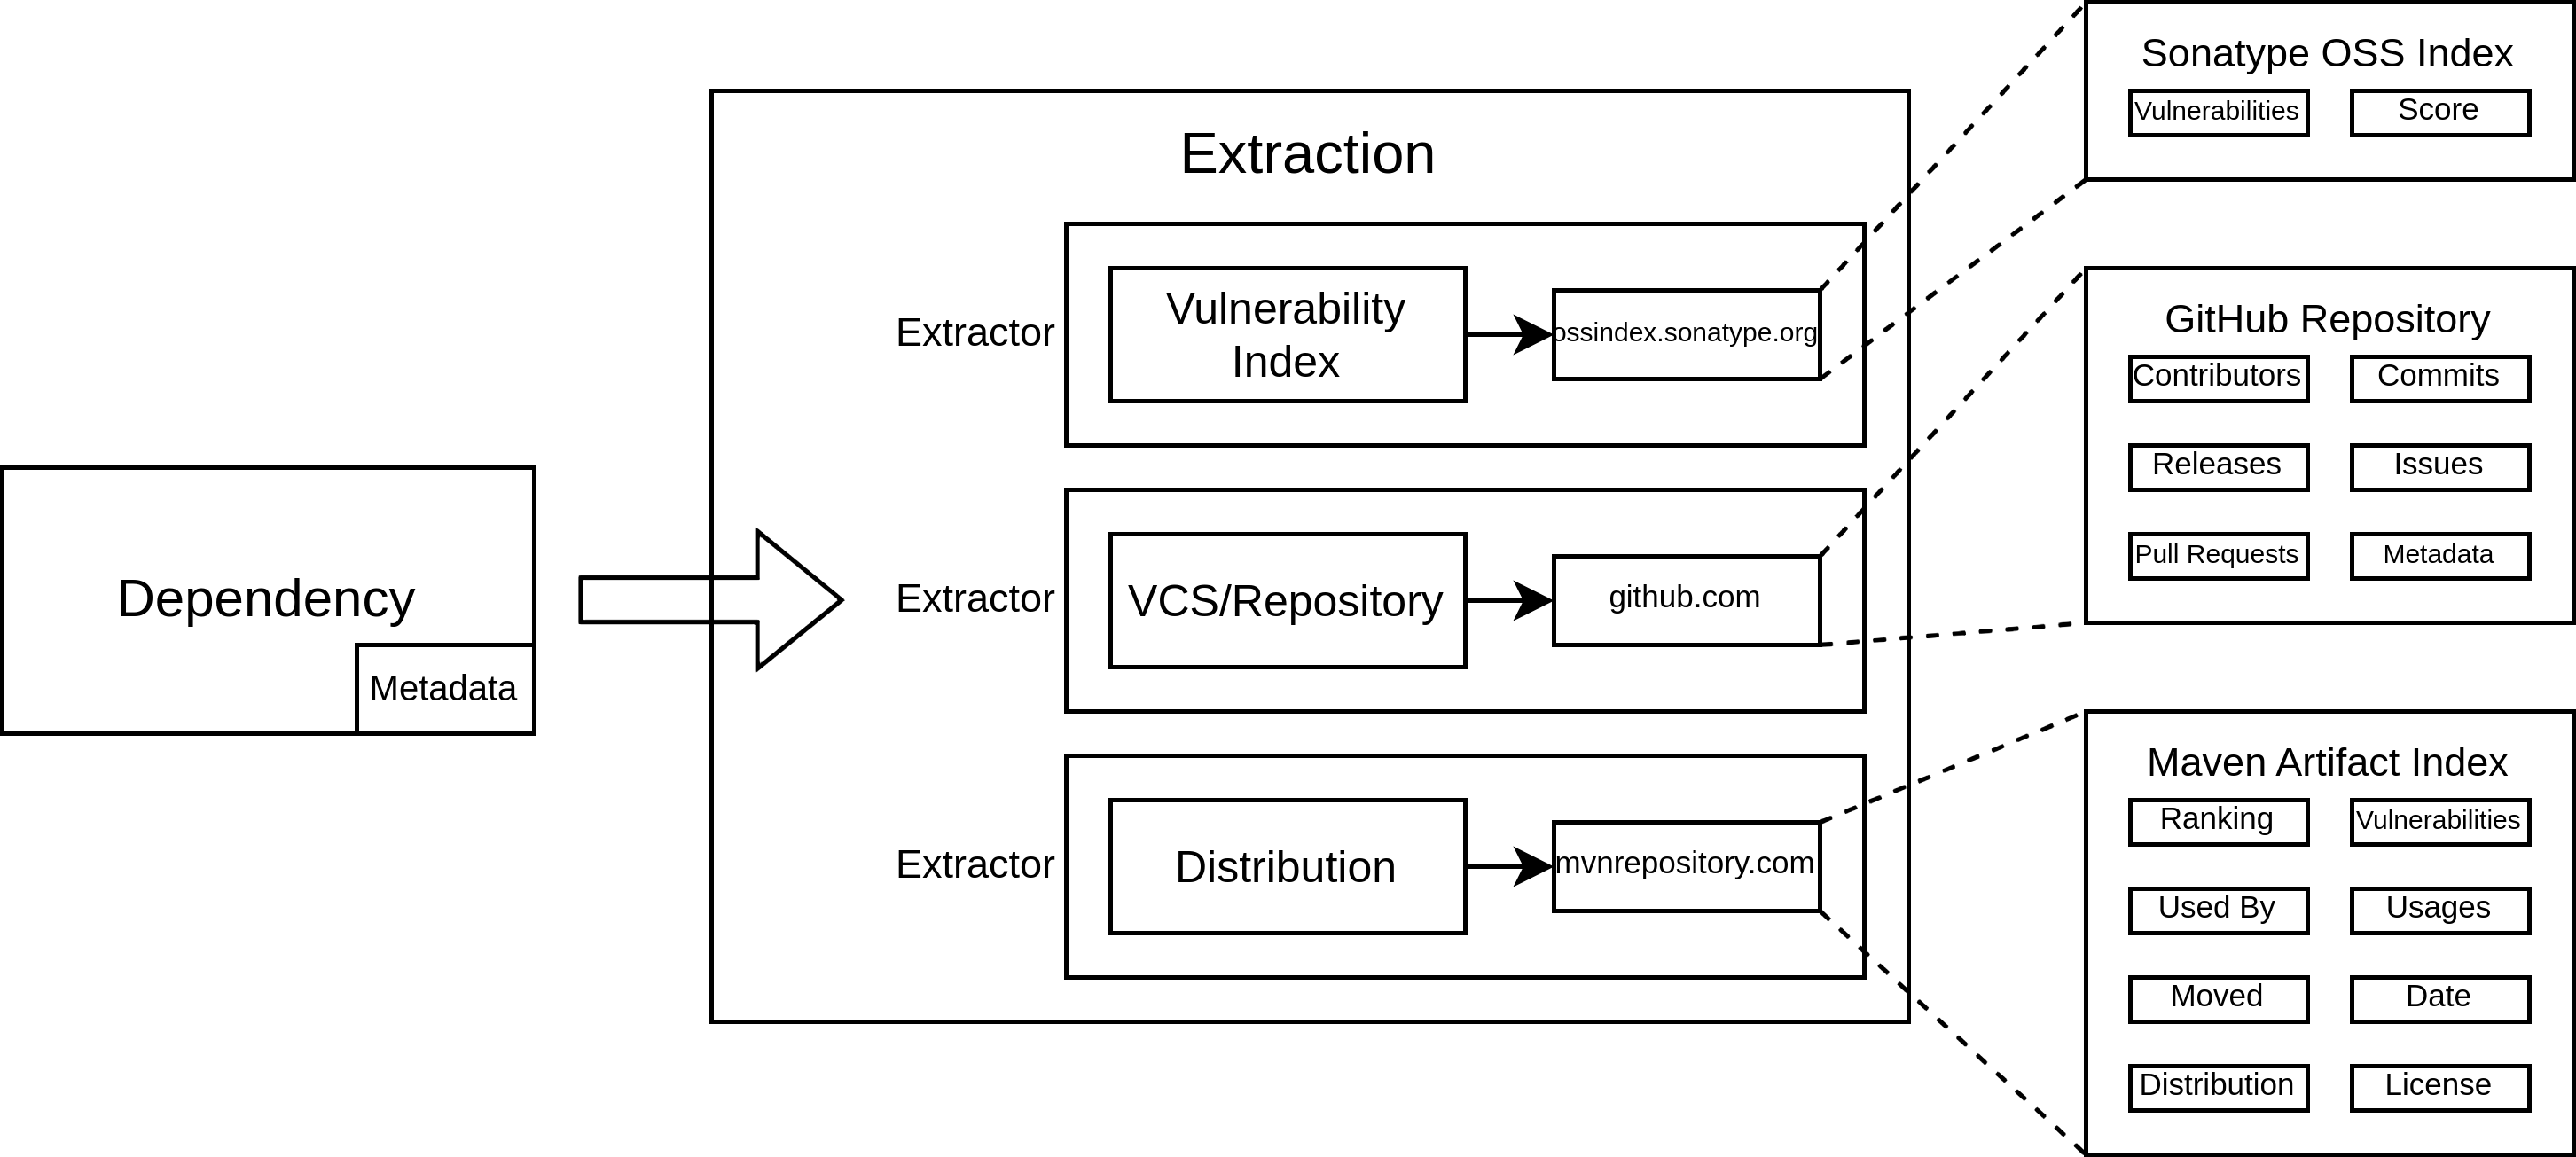 Dependency
Metadata
Extraction
Extractor
Vulnerability
Index
ossindex.sonatype.org
Extractor
VCS/Repository
github.com
Extractor
Distribution
mvnrepository.com
Sonatype OSS Index
Vulnerabilities
Score
GitHub Repository
Contributors
Commits
Releases
Issues
Pull Requests
Metadata
Maven Artifact Index
Ranking
Vulnerabilities
Used By
Usages
Moved
Date
Distribution
License